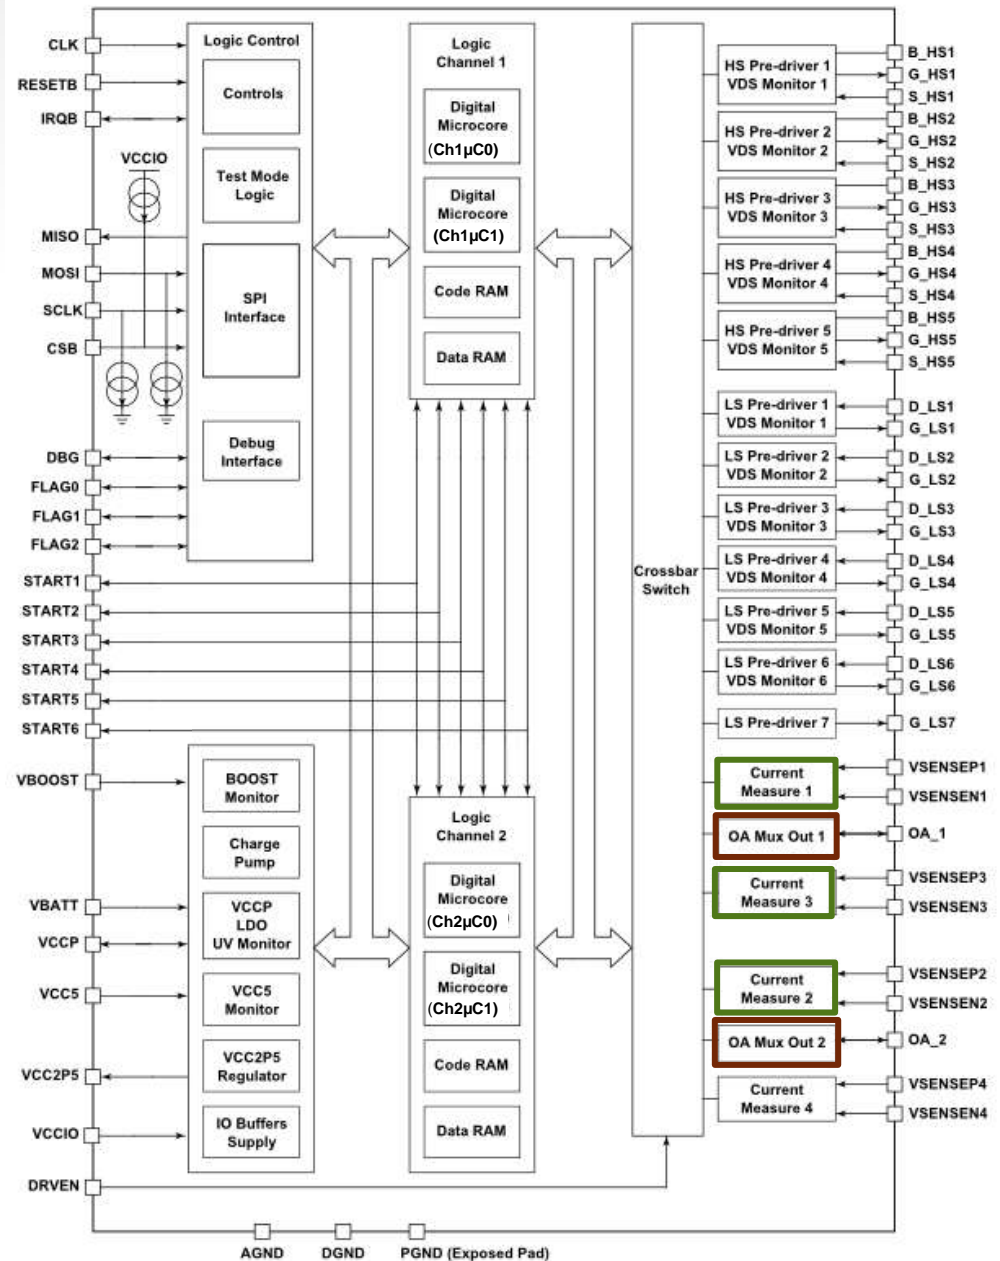 CLK
RESETB
IRQB
VCCIO
MISO
MOSI
SCLK
CSB
DBG
FLAG0
FLAG1
FLAG2
START1
START2
START3
START4
START5
START6
VBOOST
VBATT
VCCP
VCC5
VCC2P5
VCCIO
DRVEN
Logic Control
Controls
Test Mode
Logic
SPI
Interface
Debug
Interface
BOOST
Monitor
Charge
Pump
VCCP
LDO
UV Monitor
VCC5
Monitor
VCC2P5
Regulator
IO Buffers
Supply
Logic
Channel 1
Digital
Microcore
(Ch1µC0)
Digital
Microcore
(Ch1µC1)
Code RAM
Data RAM
Logic
Channel 2
Digital
Microcore
(Ch2µC0)
Digital
Microcore
(Ch2µC1)
Code RAM
Data RAM
Crossbar
Switch
HS Pre-driver 1
VDS Monitor 1
HS Pre-driver 2
VDS Monitor 2
HS Pre-driver 3
VDS Monitor 3
HS Pre-driver 4
VDS Monitor 4
HS Pre-driver 5
VDS Monitor 5
LS Pre-driver 1
VDS Monitor 1
LS Pre-driver 2
VDS Monitor 2
LS Pre-driver 3
VDS Monitor 3
LS Pre-driver 4
VDS Monitor 4
LS Pre-driver 5
VDS Monitor 5
LS Pre-driver 6
VDS Monitor 6
LS Pre-driver 7
Current
Measure 1
OA Mux Out 1
Current
Measure 3
Current
Measure 2
OA Mux Out 2
Current
Measure 4
B_HS1
G_HS1
S_HS1
B_HS2
G_HS2
S_HS2
B_HS3
G_HS3
S_HS3
B_HS4
G_HS4
S_HS4
B_HS5
G_HS5
S_HS5
D_LS1
G_LS1
D_LS2
G_LS2
D_LS3
G_LS3
D_LS4
G_LS4
D_LS5
G_LS5
D_LS6
G_LS6
G_LS7
VSENSEP1
VSENSEN1
OA_1
VSENSEP3
VSENSEN3
VSENSEP2
VSENSEN2
OA_2
VSENSEP4
VSENSEN4
AGND
DGND
PGND (Exposed Pad)